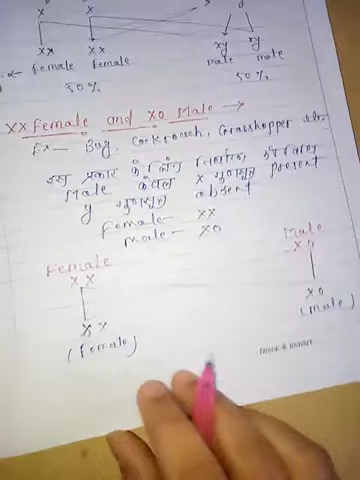 x x y
XX XX xy xy
Female Female male male
50% 50%
XX Female and XO Male →
Ex- Bug, Cockroach, Grasshopper etc.
इस प्रकार के लिंग निर्धारण
Male केवल X गुणसूत्र present
y गुणसूत्र absent
Female- XX
male- XO
Female Male
XX XO
XX XO
(Female) (male)